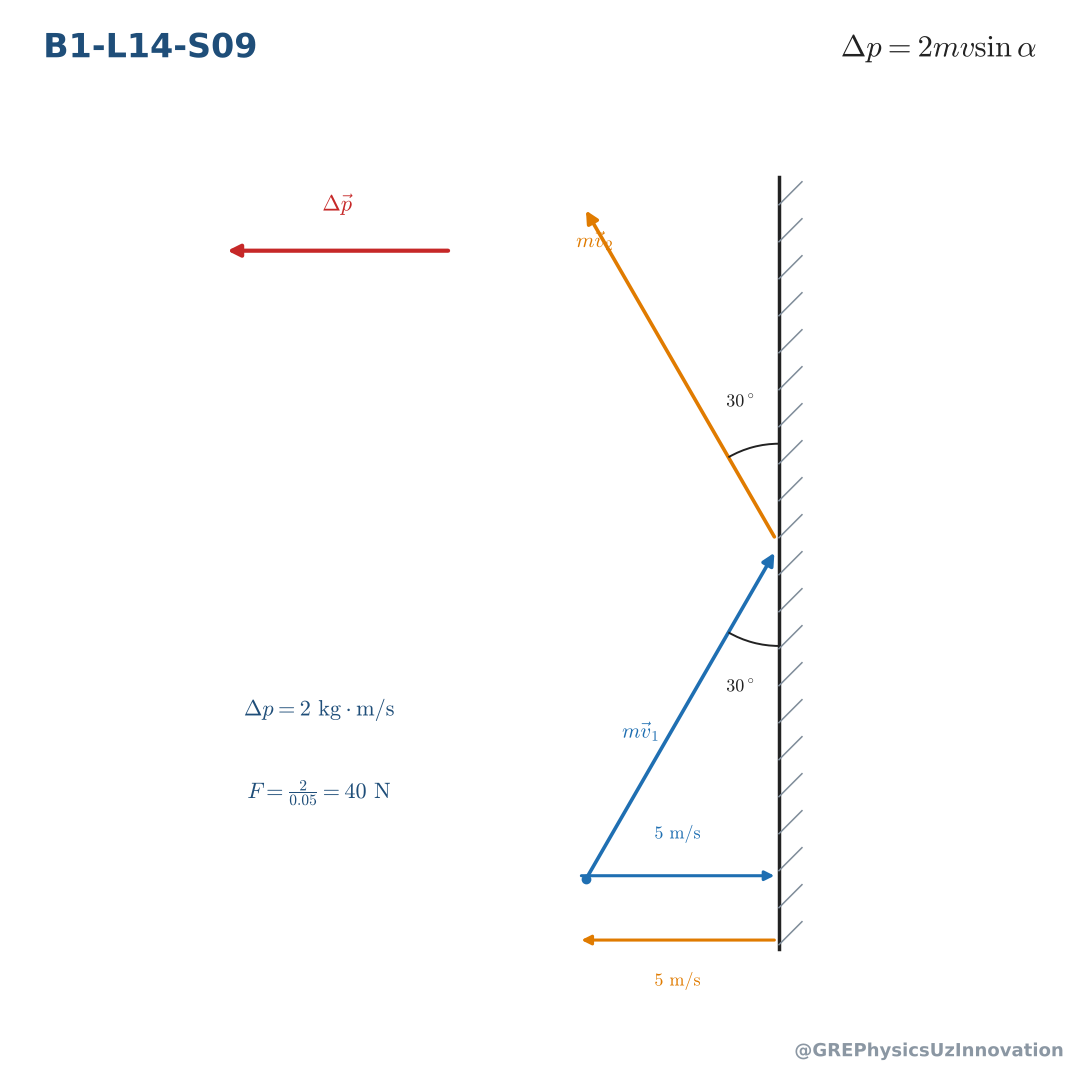 B1-L14-S09
Δp = 2mv sin α
Δp⃗
mv⃗₂
30°
30°
Δp = 2 kg · m/s
mv⃗₁
F = 2/0.05 = 40 N
5 m/s
5 m/s
@GREPhysicsUzInnovation